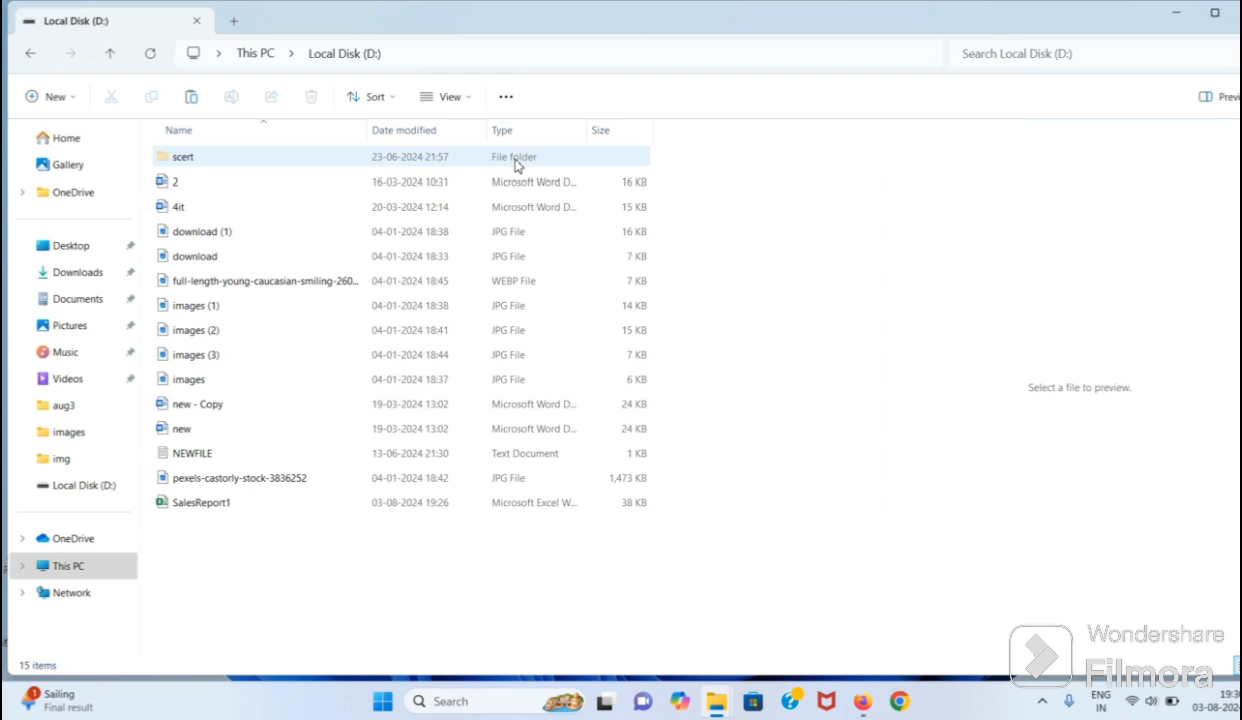 Local Disk (D:)
This PC > Local Disk (D:)
Search Local Disk (D:)
New
Sort
View
Name Date modified Type Size
Home
Gallery
OneDrive
Desktop
Downloads
Documents
Pictures
Music
Videos
aug3
images
img
Local Disk (D:)
OneDrive
This PC
Network
scert 23-06-2024 21:57 File folder
2 16-03-2024 10:31 Microsoft Word D... 16 KB
4it 20-03-2024 12:14 Microsoft Word D... 15 KB
download (1) 04-01-2024 18:38 JPG File 16 KB
download 04-01-2024 18:33 JPG File 7 KB
full-length-young-caucasian-smiling-260... 04-01-2024 18:45 WEBP File 7 KB
images (1) 04-01-2024 18:38 JPG File 14 KB
images (2) 04-01-2024 18:41 JPG File 15 KB
images (3) 04-01-2024 18:44 JPG File 7 KB
images 04-01-2024 18:37 JPG File 6 KB
new - Copy 19-03-2024 13:02 Microsoft Word D... 24 KB
new 19-03-2024 13:02 Microsoft Word D... 24 KB
NEWFILE 13-06-2024 21:30 Text Document 1 KB
pexels-castorly-stock-3836252 04-01-2024 18:42 JPG File 1,473 KB
SalesReport1 03-08-2024 19:26 Microsoft Excel W... 38 KB
Select a file to preview.
15 items
Wondershare
Filmora
1
Sailing
Final result
Search
ENG
IN
03-08-2024